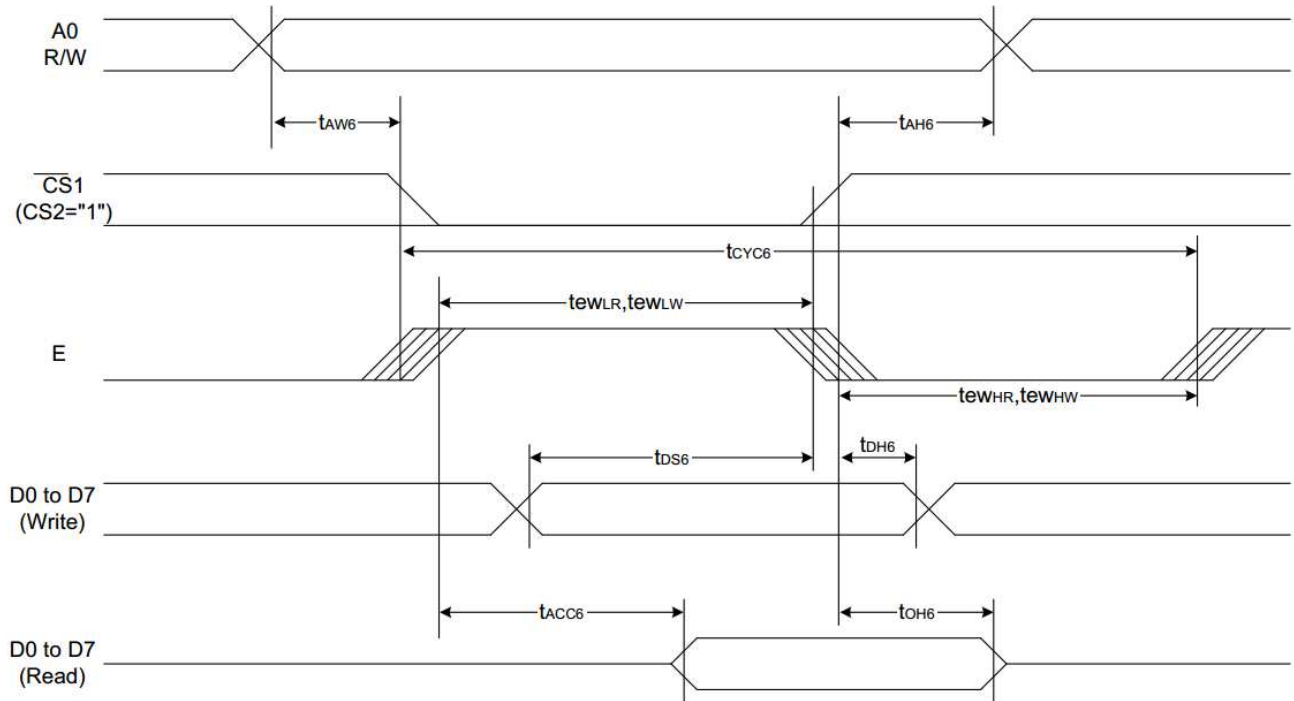 A0
R/W
tAW6
tAH6
CS1
(CS2="1")
tCYC6
tewLR,tewLW
E
tewHR,tewHW
tDS6
tDH6
D0 to D7
(Write)
tACC6
tOH6
D0 to D7
(Read)